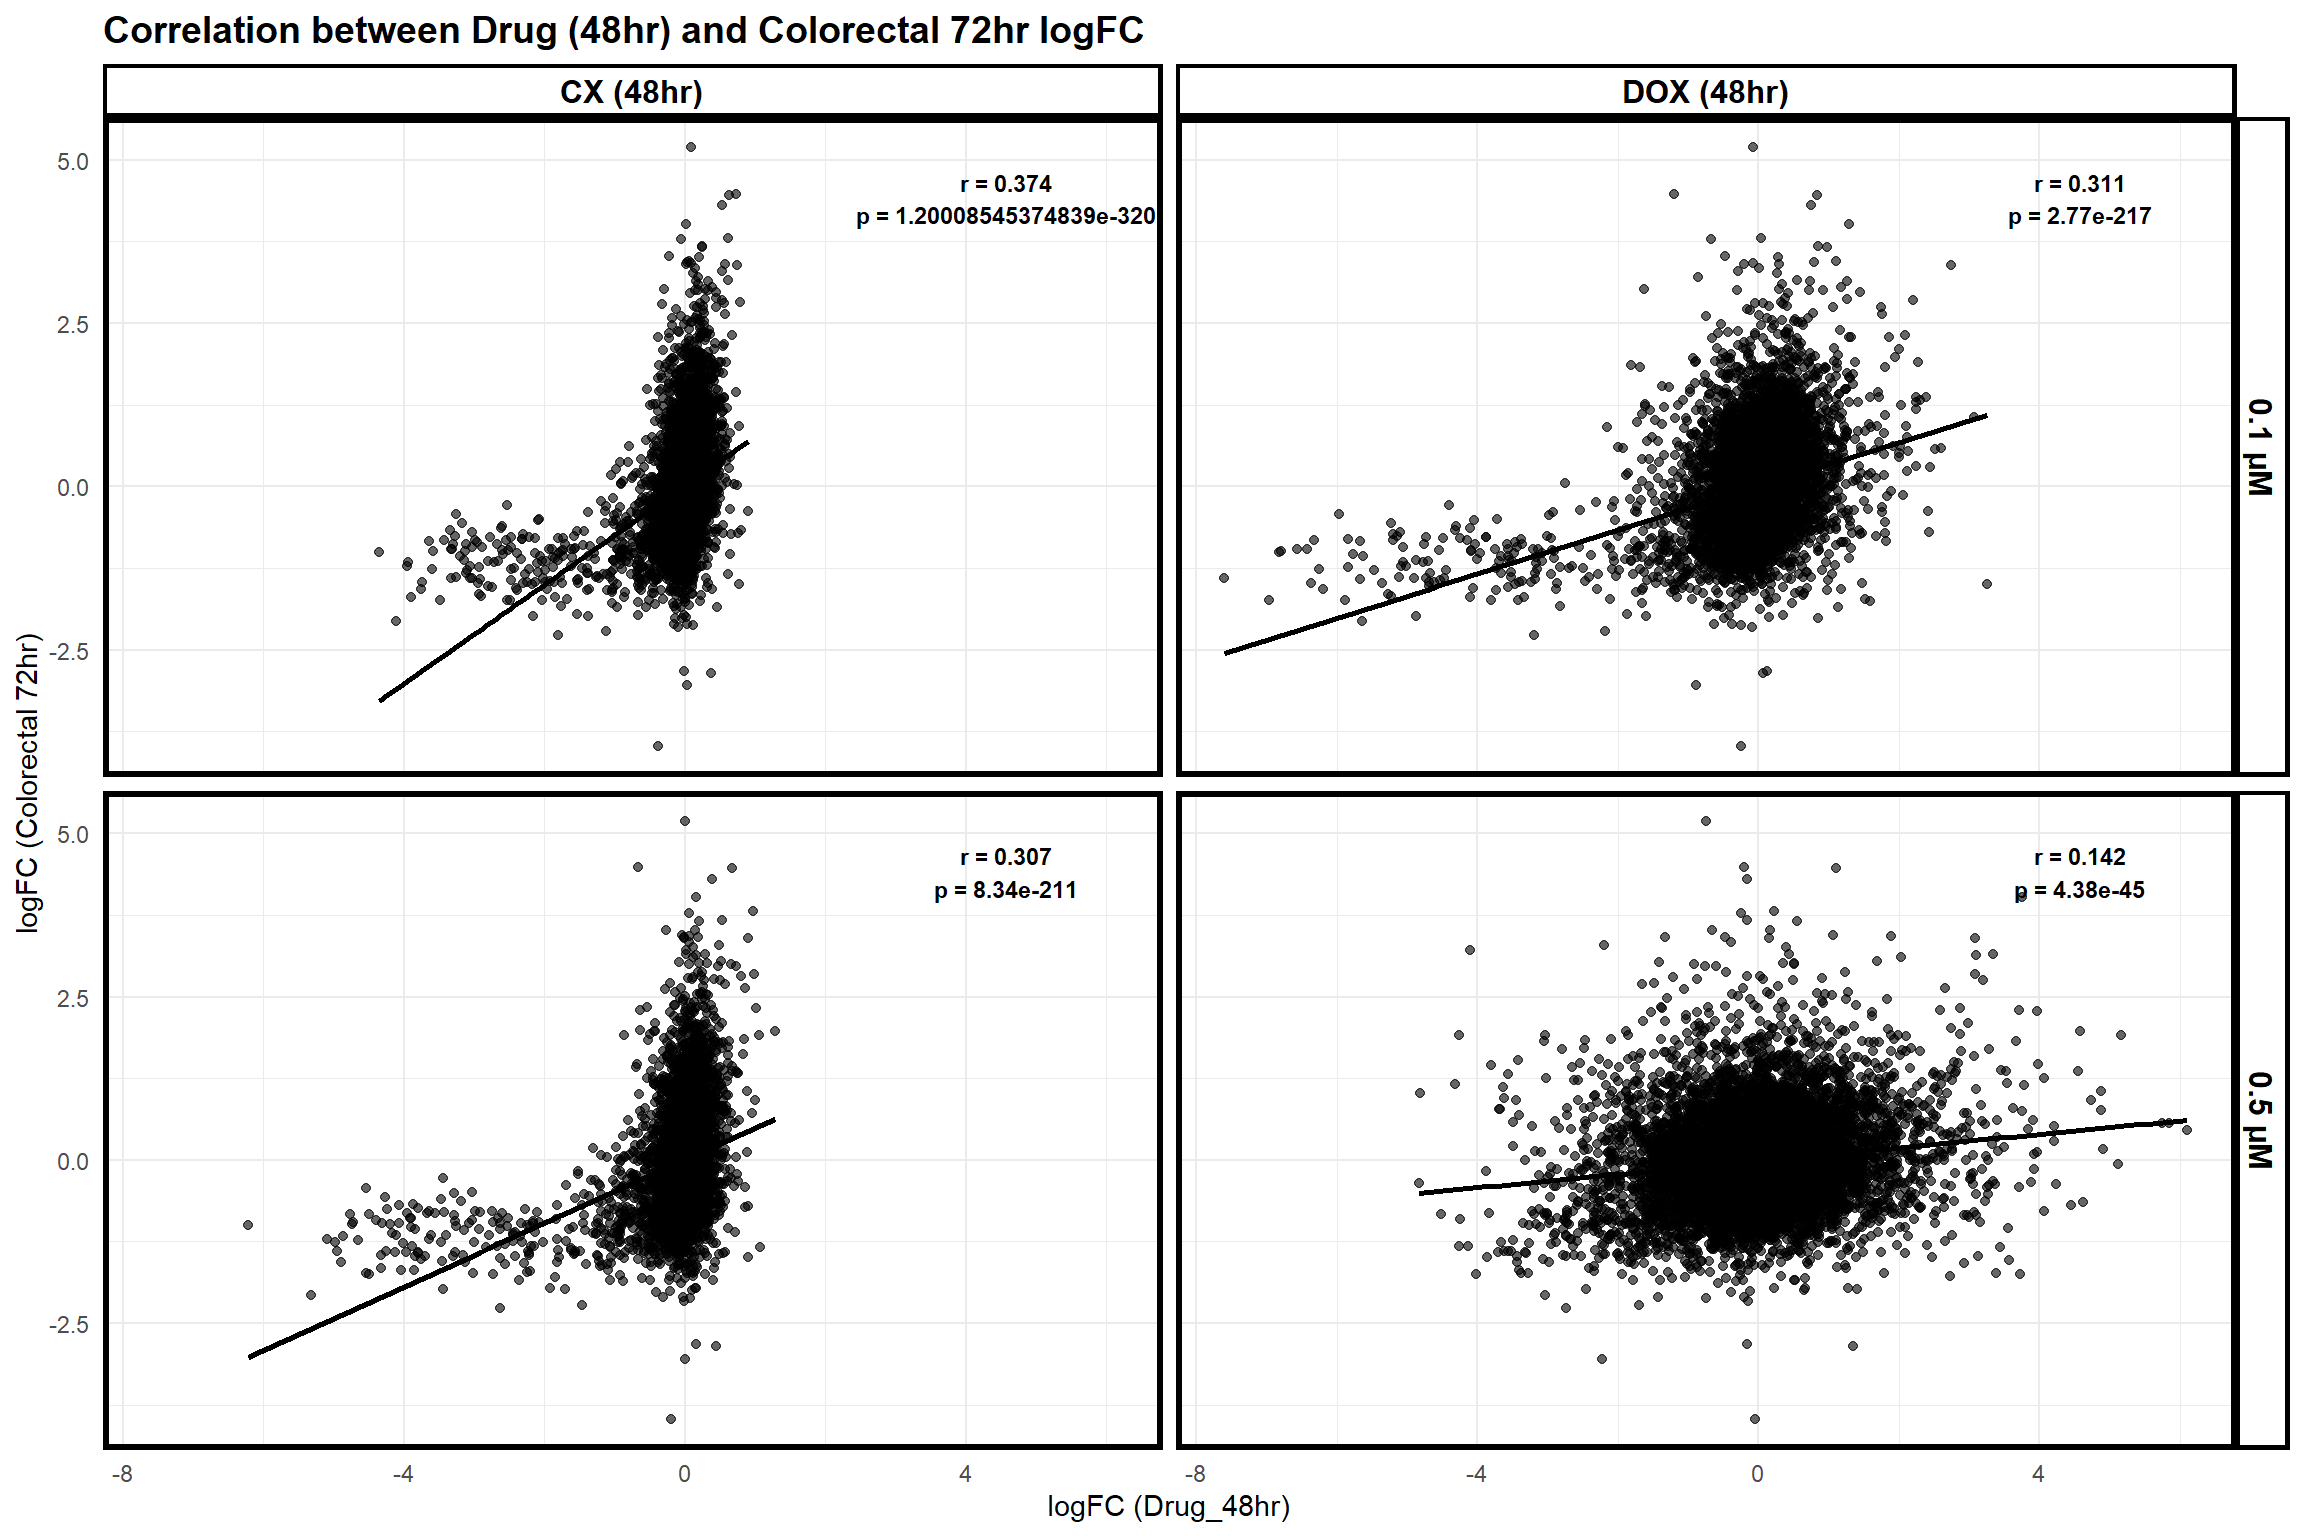 Correlation between Drug (48hr) and Colorectal 72hr logFC
CX (48hr)
DOX (48hr)
r = 0.374
p = 1.20008545374839e-320
r = 0.311
p = 2.77e-217
0.1 µM
5.0
2.5
0.0
-2.5
r = 0.307
p = 8.34e-211
r = 0.142
p = 4.38e-45
0.5 µM
5.0
2.5
0.0
-2.5
logFC (Colorectal 72hr)
-8
-4
0
4
-8
-4
0
4
logFC (Drug_48hr)